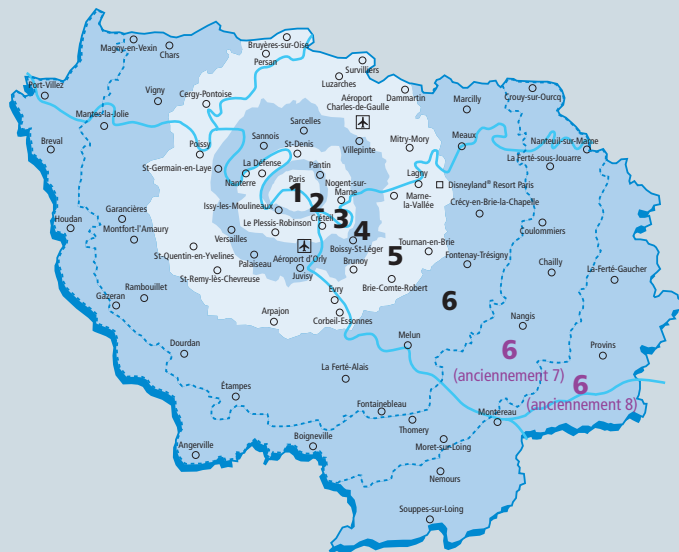 Bruyères-sur-Oise
Magny-en-Vexin
Chars
Persan
Survilliers
Luzarches
Port-Villez
Vigny
Cergy-Pontoise
Aéroport
Charles-de-Gaulle
Dammartin
Marcilly
Crouy-sur-Ourcq
Mantes-la-Jolie
Sarcelles
Breval
Poissy
Sannois
St-Denis
Villepinte
Mitry-Mory
Meaux
Nanteuil-sur-Marne
La Ferté-sous-Jouarre
St-Germain-en-Laye
La Défense
Pantin
Nanterre
Paris
Nogent-sur-
Marne
Lagny
Disneyland® Resort Paris
1
2
3
4
5
6
Marne-
la-Vallée
Crécy-en-Brie-la-Chapelle
Garancières
Issy-les-Moulineaux
Créteil
Houdan
Montfort-l'Amaury
Le Plessis-Robinson
Versailles
Boissy-St-Léger
Tournan-en-Brie
Coulommiers
St-Quentin-en-Yvelines
Palaiseau
Aéroport d'Orly
Brunoy
Fontenay-Trésigny
Chailly
St-Remy-lès-Chevreuse
Juvisy
Brie-Comte-Robert
La-Ferté-Gaucher
Rambouillet
Gazeran
Evry
Arpajon
Corbeil-Essonnes
Nangis
Dourdan
Melun
Provins
6
(anciennement 7)
6
(anciennement 8)
La Ferté-Alais
Étampes
Fontainebleau
Thomery
Montereau
Boigneville
Angerville
Moret-sur-Loing
Nemours
Souppes-sur-Loing